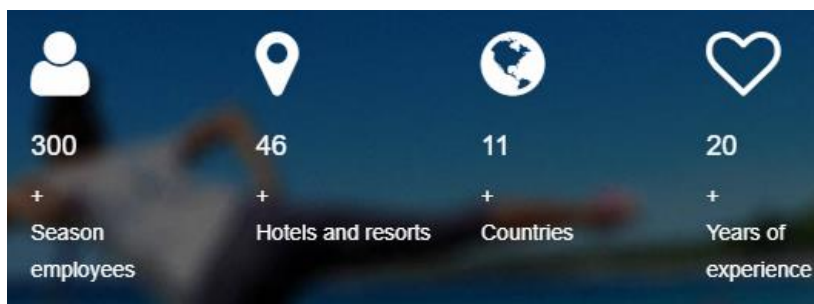 300
+
Season
employees
46
+
Hotels and resorts
11
+
Countries
20
+
Years of
experience